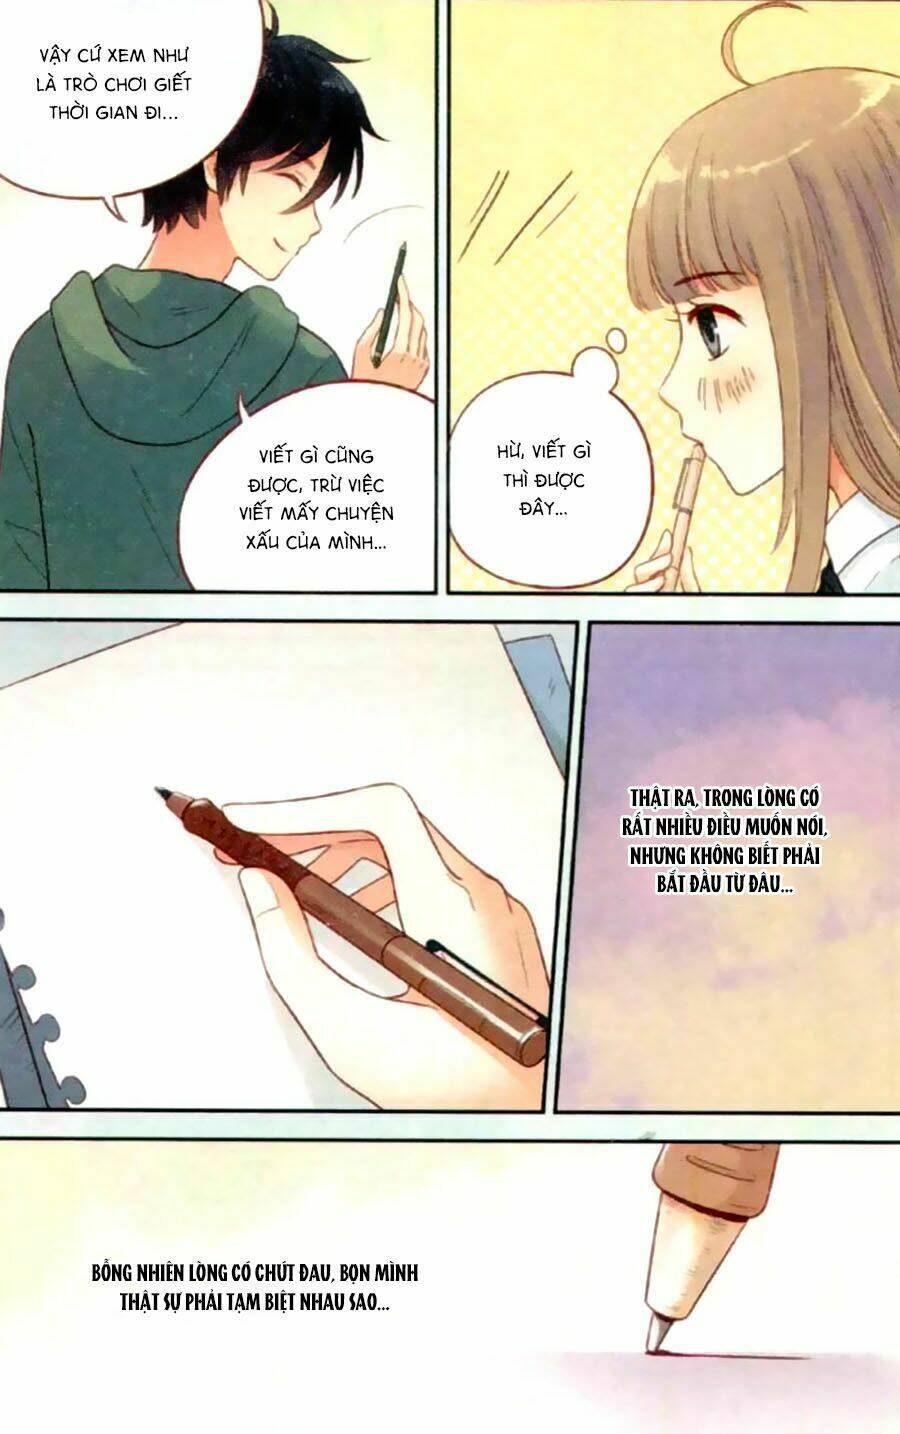 VẬY CỨ XEM NHƯ
LÀ TRÒ CHƠI GIẾT
THỜI GIAN ĐI...
VIẾT GÌ CŨNG
ĐƯỢC, TRỪ VIỆC
VIẾT MẤY CHUYỆN
XẤU CỦA MÌNH...
HỪ, VIẾT GÌ
THÌ ĐƯỢC
ĐÂY...
THẬT RA, TRONG LÒNG CÓ
RẤT NHIỀU ĐIỀU MUỐN NÓI,
NHƯNG KHÔNG BIẾT PHẢI
BẮT ĐẦU TỪ ĐÂU...
BỖNG NHIÊN LÒNG CÓ CHÚT ĐAU, BỌN MÌNH
THẬT SỰ PHẢI TẠM BIỆT NHAU SAO...